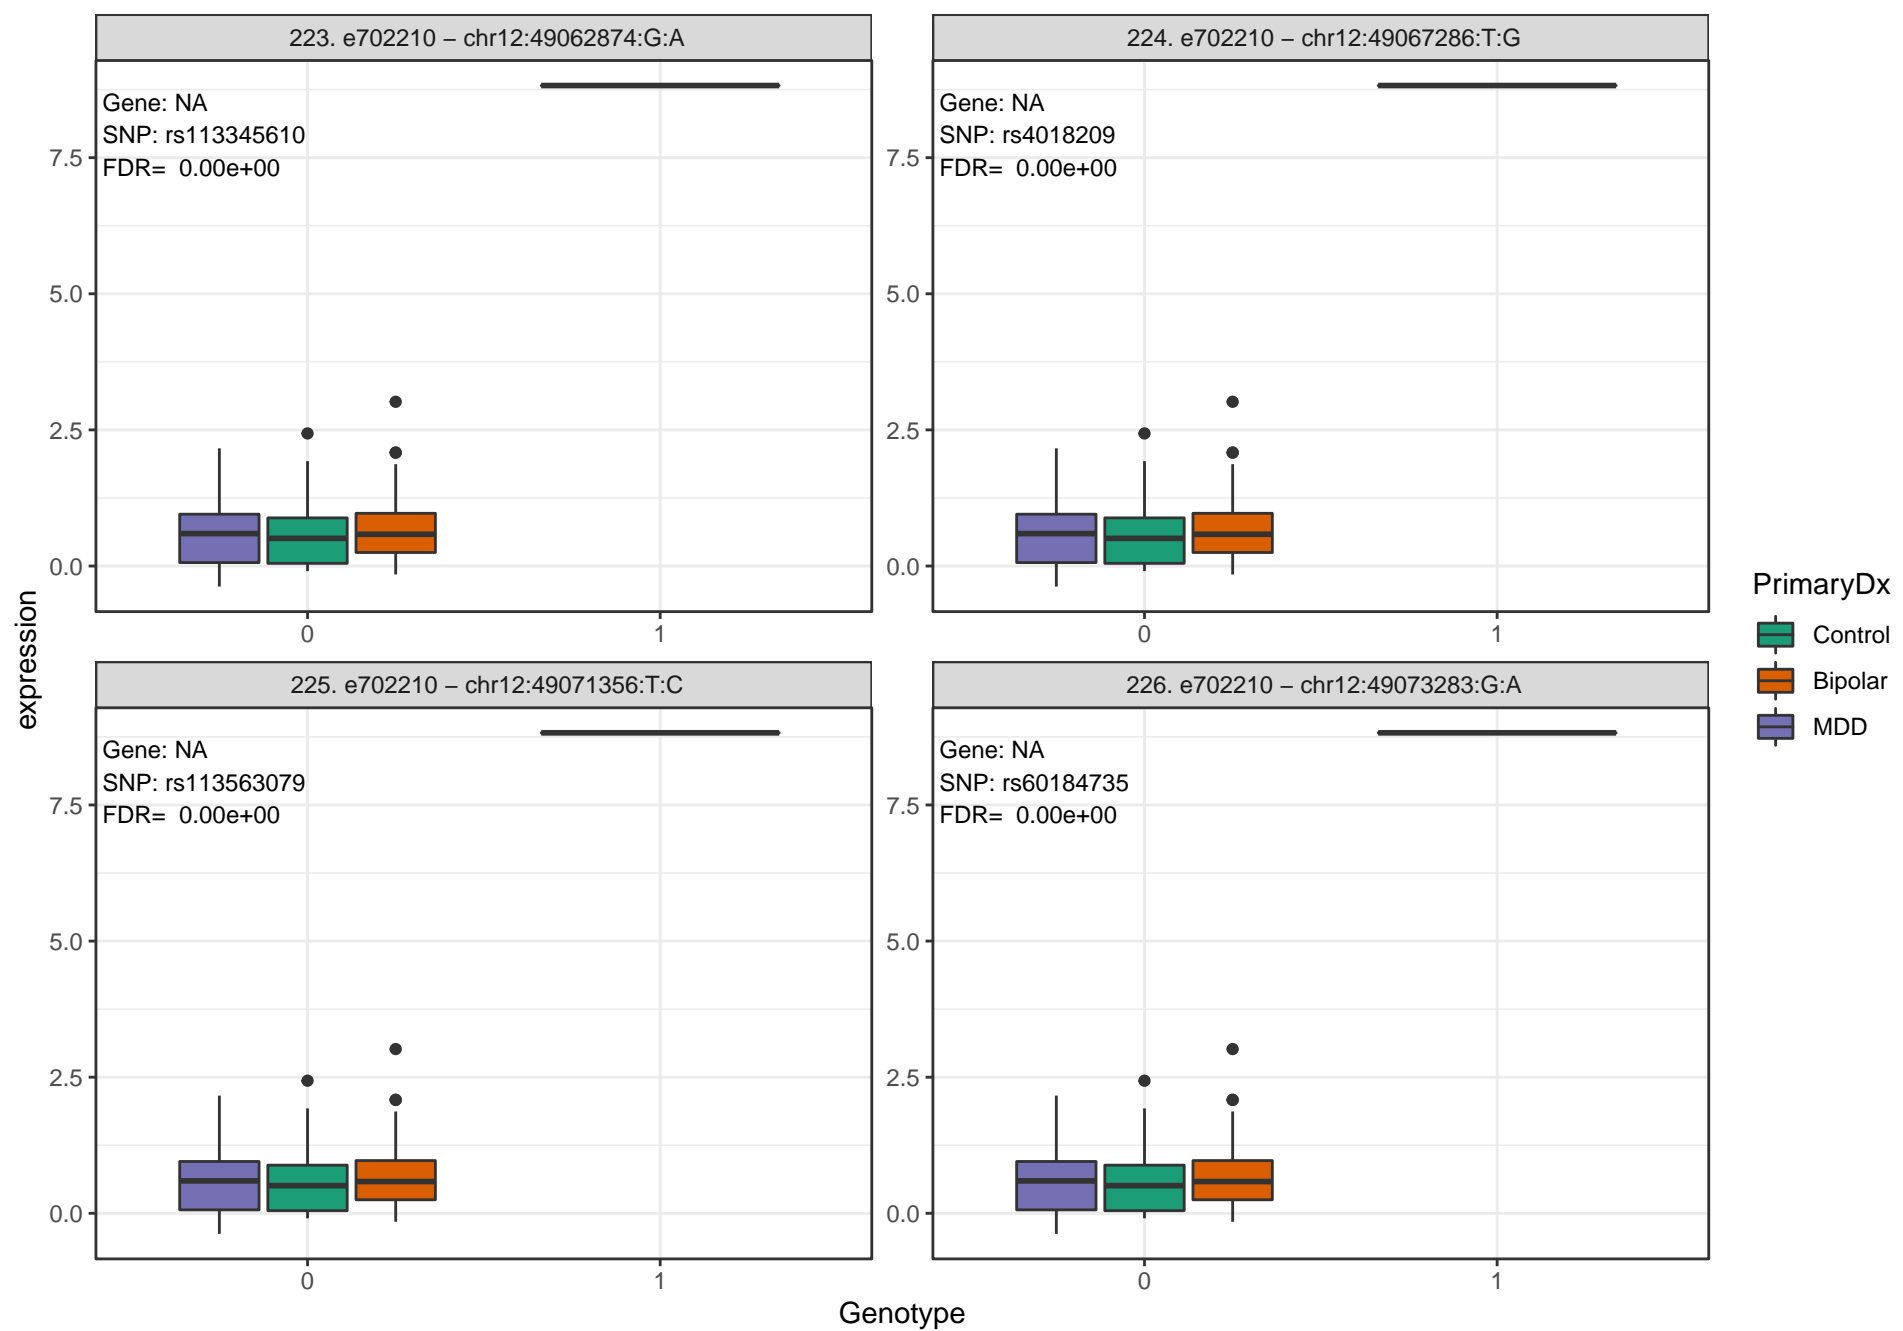 223. e702210 – chr12:49062874:G:A
224. e702210 – chr12:49067286:T:G
Gene: NA
SNP: rs113345610
FDR=  0.00e+00
Gene: NA
SNP: rs4018209
FDR=  0.00e+00
7.5
5.0
2.5
0.0
7.5
5.0
2.5
0.0
0
1
0
1
225. e702210 – chr12:49071356:T:C
226. e702210 – chr12:49073283:G:A
Gene: NA
SNP: rs113563079
FDR=  0.00e+00
Gene: NA
SNP: rs60184735
FDR=  0.00e+00
7.5
5.0
2.5
0.0
7.5
5.0
2.5
0.0
0
1
0
1
expression
Genotype
PrimaryDx
Control
Bipolar
MDD